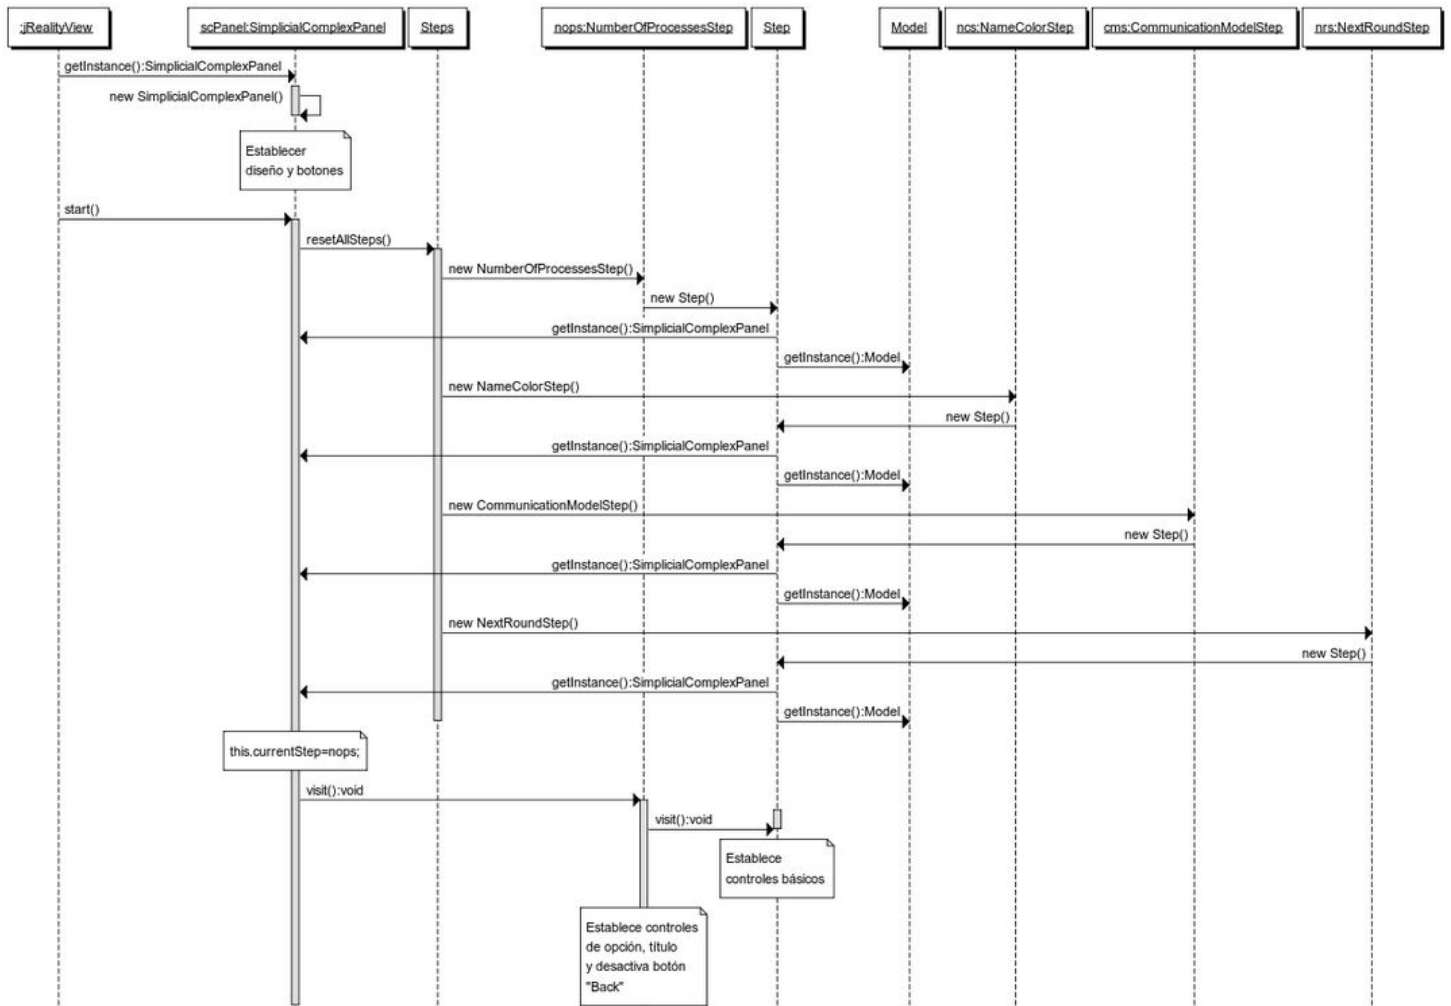 :jRealityView
scPanel:SimplicialComplexPanel
Steps
nops:NumberOfProcessesStep
Step
Model
ncs:NameColorStep
cms:CommunicationModelStep
nrs:NextRoundStep
getInstance():SimplicialComplexPanel
new SimplicialComplexPanel()
Establecer
diseño y botones
start()
resetAllSteps()
new NumberOfProcessesStep()
new Step()
getInstance():SimplicialComplexPanel
getInstance():Model
new NameColorStep()
new Step()
getInstance():SimplicialComplexPanel
getInstance():Model
new CommunicationModelStep()
new Step()
getInstance():SimplicialComplexPanel
getInstance():Model
new NextRoundStep()
new Step()
getInstance():SimplicialComplexPanel
getInstance():Model
this.currentStep=nops;
visit():void
visit():void
Establece
controles básicos
Establece controles
de opción, título
y desactiva botón
"Back"